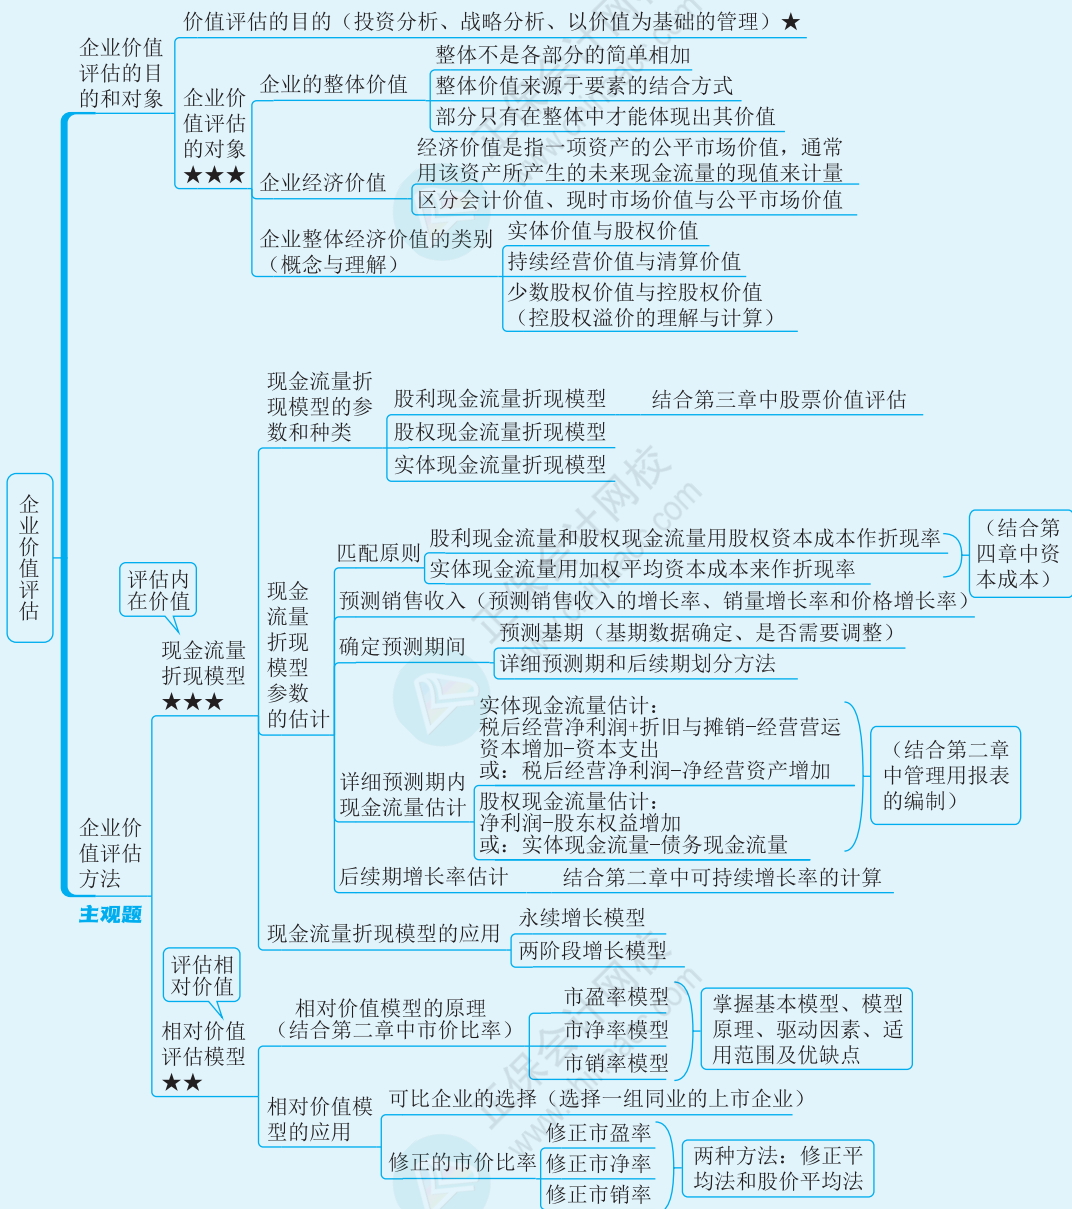 价值评估的目的（投资分析、战略分析、以价值为基础的管理）★
企业价值
评估的目
的和对象
企业价
值评估
的对象
★★★
企业的整体价值
整体不是各部分的简单相加
整体价值来源于要素的结合方式
部分只有在整体中才能体现出其价值
企业经济价值
经济价值是指一项资产的公平市场价值，通常
用该资产所产生的未来现金流量的现值来计量
区分会计价值、现时市场价值与公平市场价值
企业整体经济价值的类别
（概念与理解）
实体价值与股权价值
持续经营价值与清算价值
少数股权价值与控股权价值
（控股权溢价的理解与计算）
企业价值评估
企业价
值评估
方法
主观题
评估内
在价值
现金流量
折现模型
★★★
现金流量折
现模型的参
数和种类
股利现金流量折现模型
结合第三章中股票价值评估
股权现金流量折现模型
实体现金流量折现模型
现金
流量
折现
模型
参数
的估计
匹配原则
股利现金流量和股权现金流量用股权资本成本作折现率
实体现金流量用加权平均资本成本来作折现率
（结合第
四章中资
本成本）
预测销售收入（预测销售收入的增长率、销量增长率和价格增长率）
确定预测期间
预测基期（基期数据确定、是否需要调整）
详细预测期和后续期划分方法
详细预测期内
现金流量估计
实体现金流量估计：
税后经营净利润+折旧与摊销-经营营运
资本增加-资本支出
或：税后经营净利润-净经营资产增加
股权现金流量估计：
净利润-股东权益增加
或：实体现金流量-债务现金流量
（结合第二章
中管理用报表
的编制）
后续期增长率估计
结合第二章中可持续增长率的计算
现金流量折现模型的应用
永续增长模型
两阶段增长模型
评估相
对价值
相对价值
评估模型
★★
相对价值模型的原理
（结合第二章中市价比率）
市盈率模型
市净率模型
市销率模型
掌握基本模型、模型
原理、驱动因素、适
用范围及优缺点
相对价值模
型的应用
可比企业的选择（选择一组同业的上市企业）
修正的市价比率
修正市盈率
修正市净率
修正市销率
两种方法：修正平
均法和股价平均法
正保会计网校
www.chinaacc.com
正保会计网校
www.chinaacc.com
正保会计网校
www.chinaacc.com